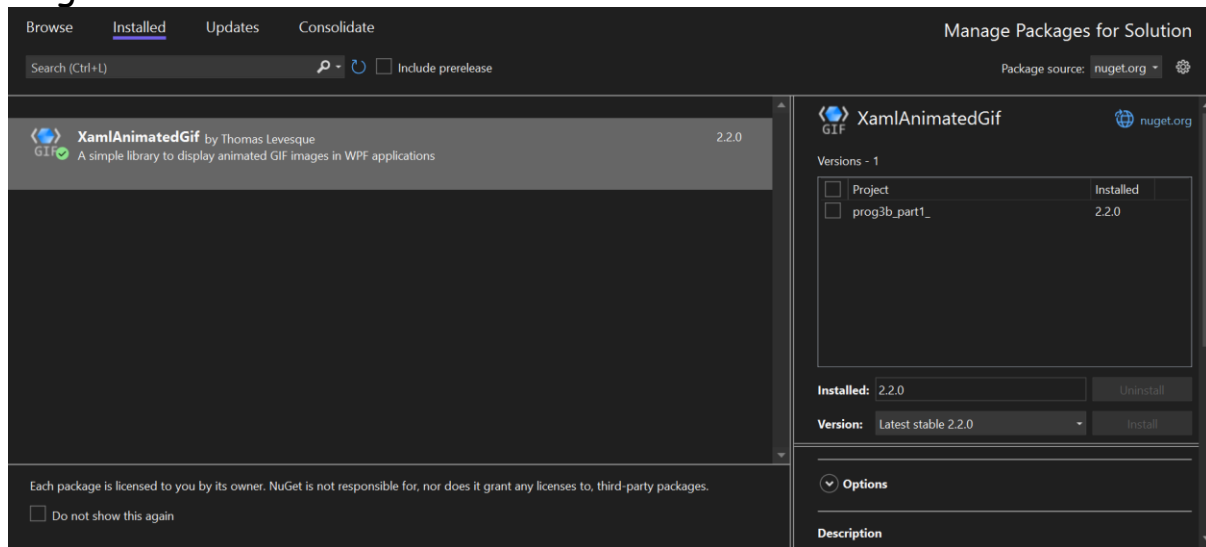 Browse Installed Updates Consolidate
Manage Packages for Solution
Search (Ctrl+L) Include prerelease
Package source: nuget.org
XamlAnimatedGif by Thomas Levesque 2.2.0
A simple library to display animated GIF images in WPF applications
GIF
XamlAnimatedGif nuget.org
GIF
Versions - 1
Project Installed
prog3b_part1_ 2.2.0
Installed: 2.2.0 Uninstall
Version: Latest stable 2.2.0 Install
Each package is licensed to you by its owner. NuGet is not responsible for, nor does it grant any licenses to, third-party packages.
Do not show this again
Options
Description